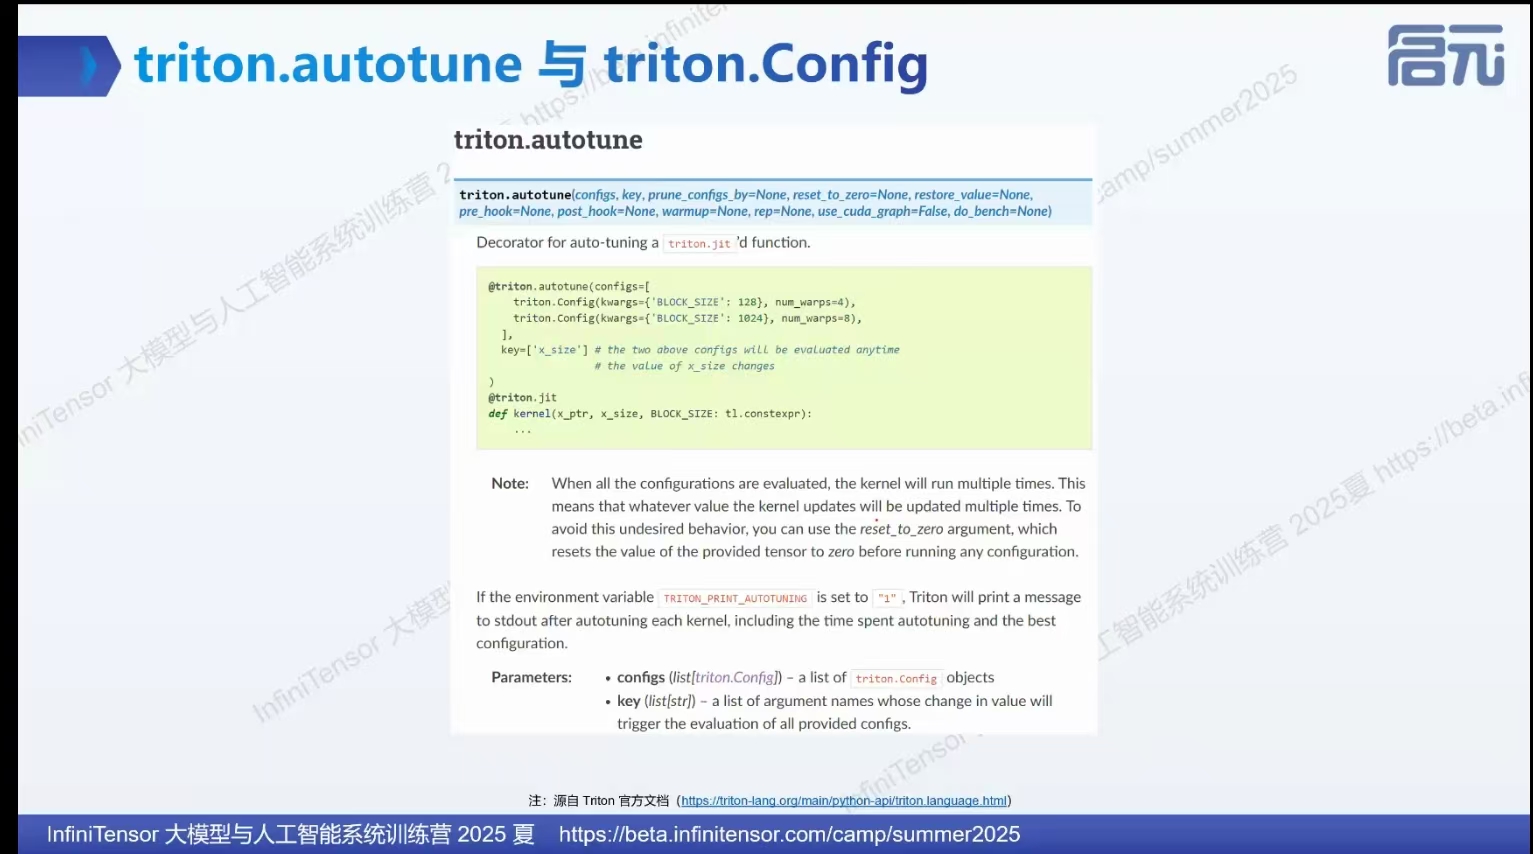 triton.autotune 与 triton.Config
启元
triton.autotune
triton.autotune(configs, key, prune_configs_by=None, reset_to_zero=None, restore_value=None,
pre_hook=None, post_hook=None, warmup=None, rep=None, use_cuda_graph=False, do_bench=None)
Decorator for auto-tuning a triton.jit 'd function.
@triton.autotune(configs=[
    triton.Config(kwargs={'BLOCK_SIZE': 128}, num_warps=4),
    triton.Config(kwargs={'BLOCK_SIZE': 1024}, num_warps=8),
  ],
  key=['x_size'] # the two above configs will be evaluated anytime
                 # the value of x_size changes
)
@triton.jit
def kernel(x_ptr, x_size, BLOCK_SIZE: tl.constexpr):
    ...
Note: When all the configurations are evaluated, the kernel will run multiple times. This
means that whatever value the kernel updates will be updated multiple times. To
avoid this undesired behavior, you can use the reset_to_zero argument, which
resets the value of the provided tensor to zero before running any configuration.
If the environment variable TRITON_PRINT_AUTOTUNING is set to "1", Triton will print a message
to stdout after autotuning each kernel, including the time spent autotuning and the best
configuration.
Parameters: • configs (list[triton.Config]) – a list of triton.Config objects
• key (list[str]) – a list of argument names whose change in value will
trigger the evaluation of all provided configs.
注：源自 Triton 官方文档（https://triton-lang.org/main/python-api/triton.language.html）
InfiniTensor 大模型与人工智能系统训练营 2025 夏 https://beta.infinitensor.com/camp/summer2025